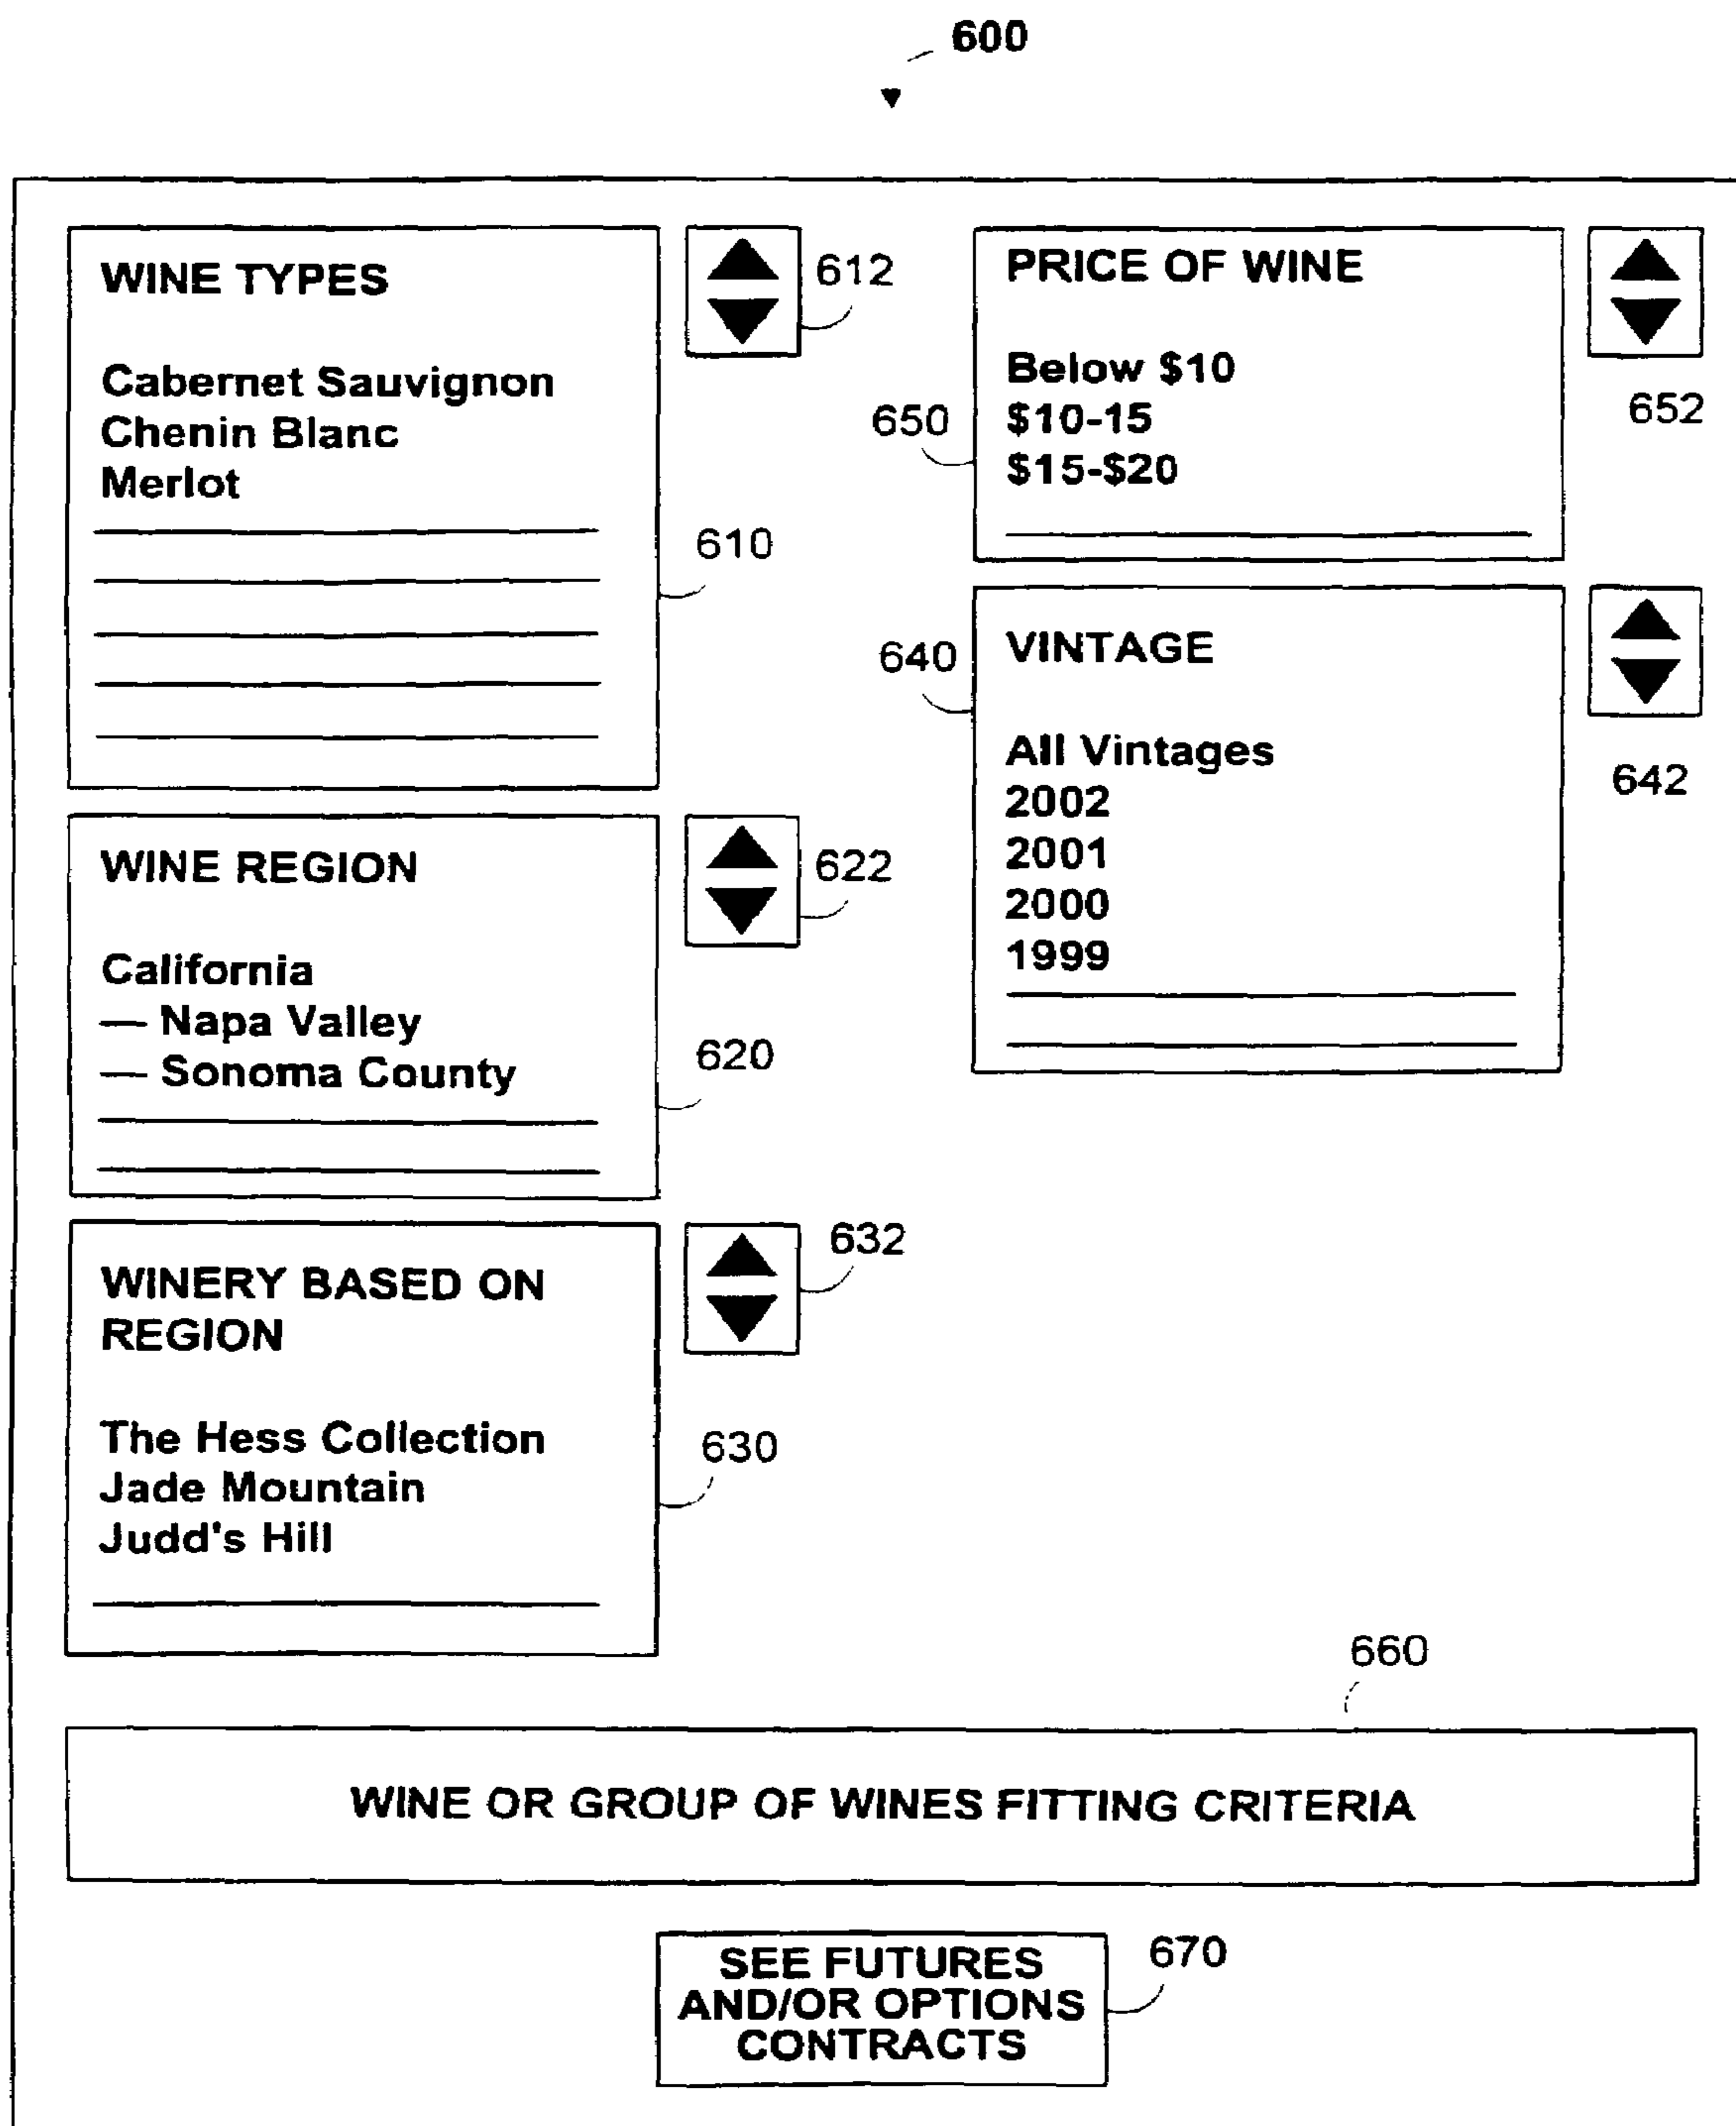 600
WINE TYPES
Cabernet Sauvignon
Chenin Blanc
Merlot
612
610
WINE REGION
California
— Napa Valley
— Sonoma County
622
620
WINERY BASED ON
REGION
The Hess Collection
Jade Mountain
Judd's Hill
632
630
PRICE OF WINE
Below $10
$10-15
$15-$20
650
652
VINTAGE
All Vintages
2002
2001
2000
1999
640
642
660
WINE OR GROUP OF WINES FITTING CRITERIA
SEE FUTURES
AND/OR OPTIONS
CONTRACTS
670